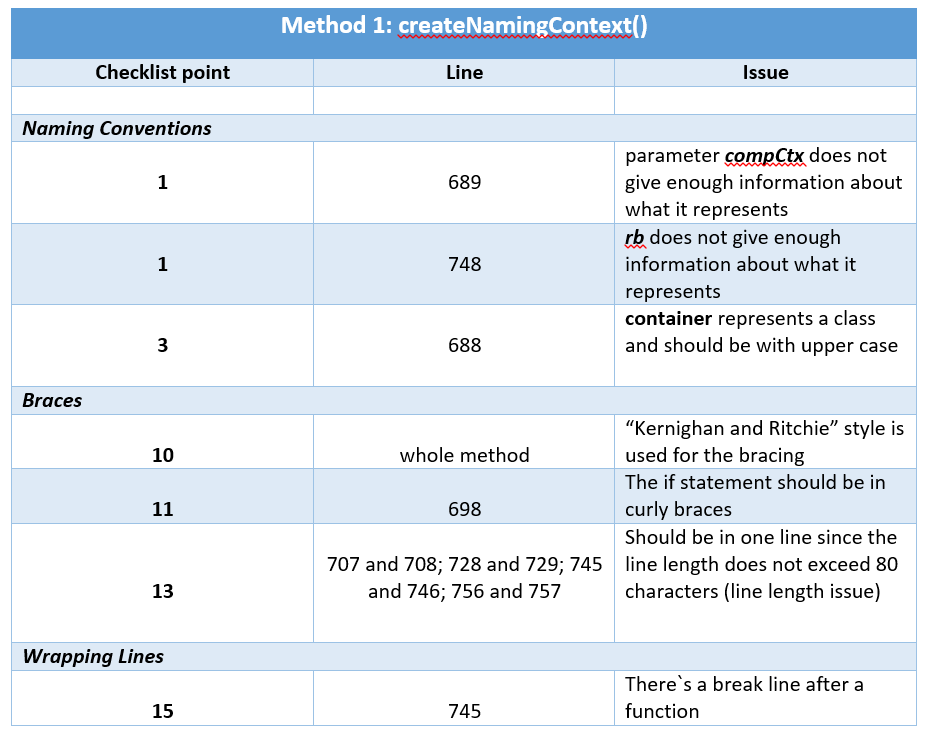 Method 1: createNamingContext()
Checklist point Line Issue
Naming Conventions
1 689 parameter compCtx does not
give enough information about
what it represents
1 748 rb does not give enough
information about what it
represents
3 688 container represents a class
and should be with upper case
Braces
10 whole method “Kernighan and Ritchie” style is
used for the bracing
11 698 The if statement should be in
curly braces
13 707 and 708; 728 and 729; 745
and 746; 756 and 757
Should be in one line since the
line length does not exceed 80
characters (line length issue)
Wrapping Lines
15 745 There`s a break line after a
function